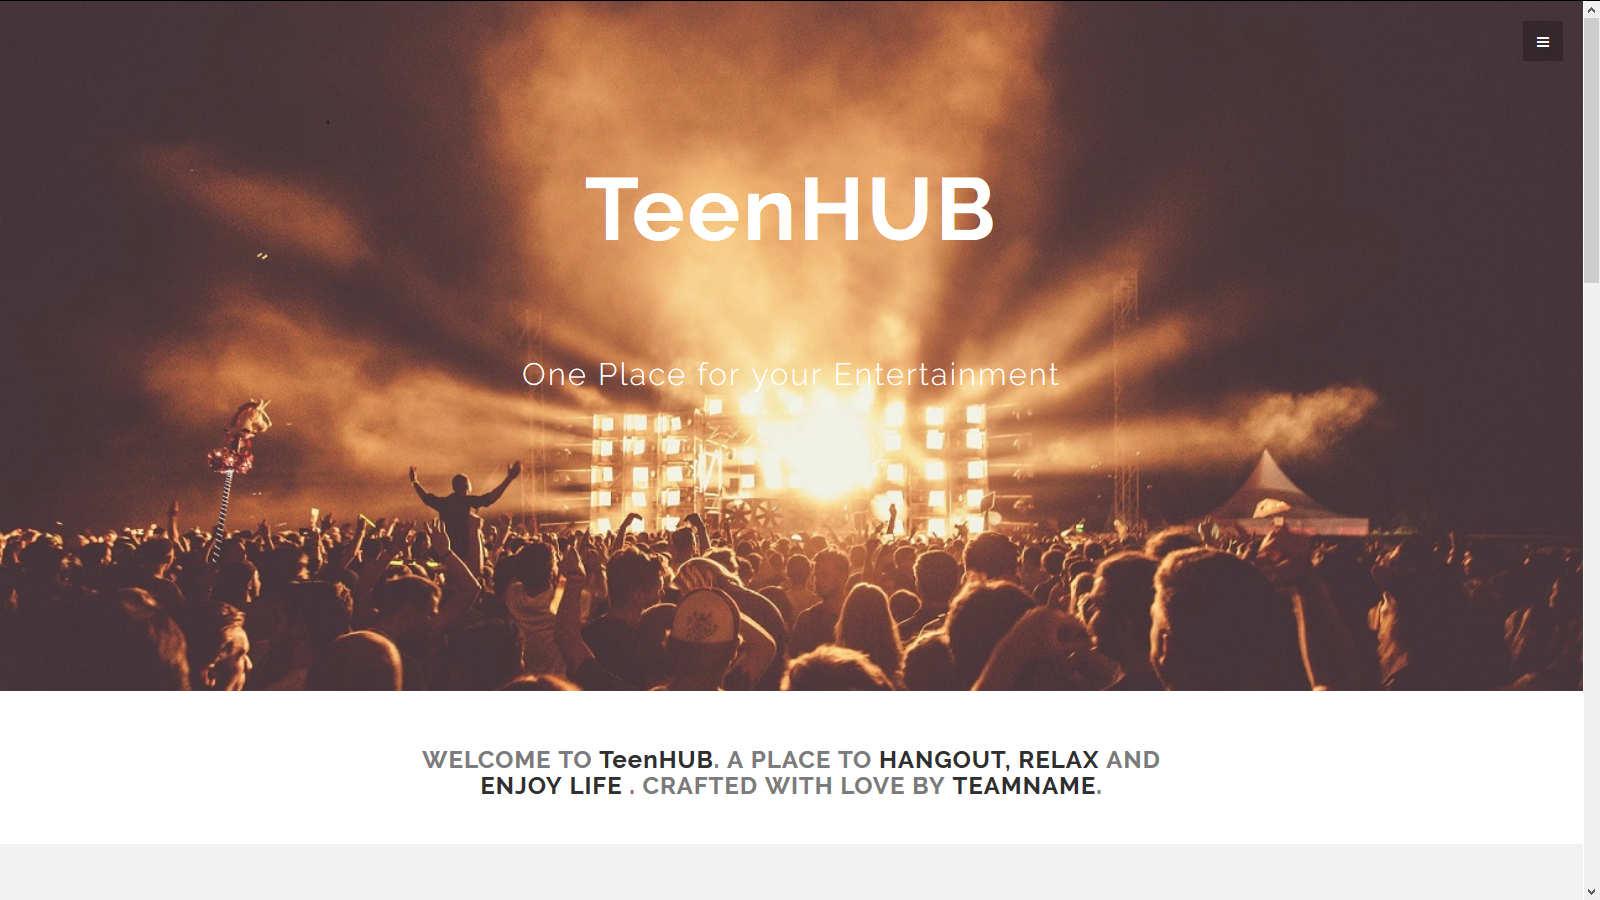 TeenHUB
One Place for your Entertainment
WELCOME TO TeenHUB. A PLACE TO HANGOUT, RELAX AND
ENJOY LIFE . CRAFTED WITH LOVE BY TEAMNAME.